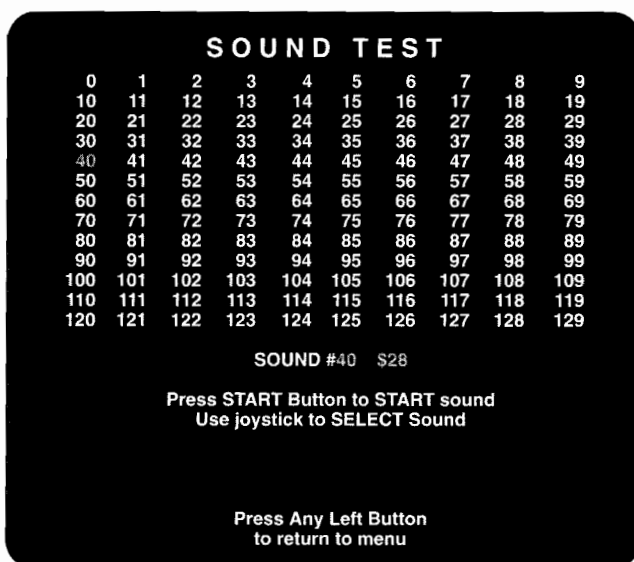 SOUND TEST
0 1 2 3 4 5 6 7 8 9
10 11 12 13 14 15 16 17 18 19
20 21 22 23 24 25 26 27 28 29
30 31 32 33 34 35 36 37 38 39
40 41 42 43 44 45 46 47 48 49
50 51 52 53 54 55 56 57 58 59
60 61 62 63 64 65 66 67 68 69
70 71 72 73 74 75 76 77 78 79
80 81 82 83 84 85 86 87 88 89
90 91 92 93 94 95 96 97 98 99
100 101 102 103 104 105 106 107 108 109
110 111 112 113 114 115 116 117 118 119
120 121 122 123 124 125 126 127 128 129
SOUND #40 $28
Press START Button to START sound
Use joystick to SELECT Sound
Press Any Left Button
to return to menu